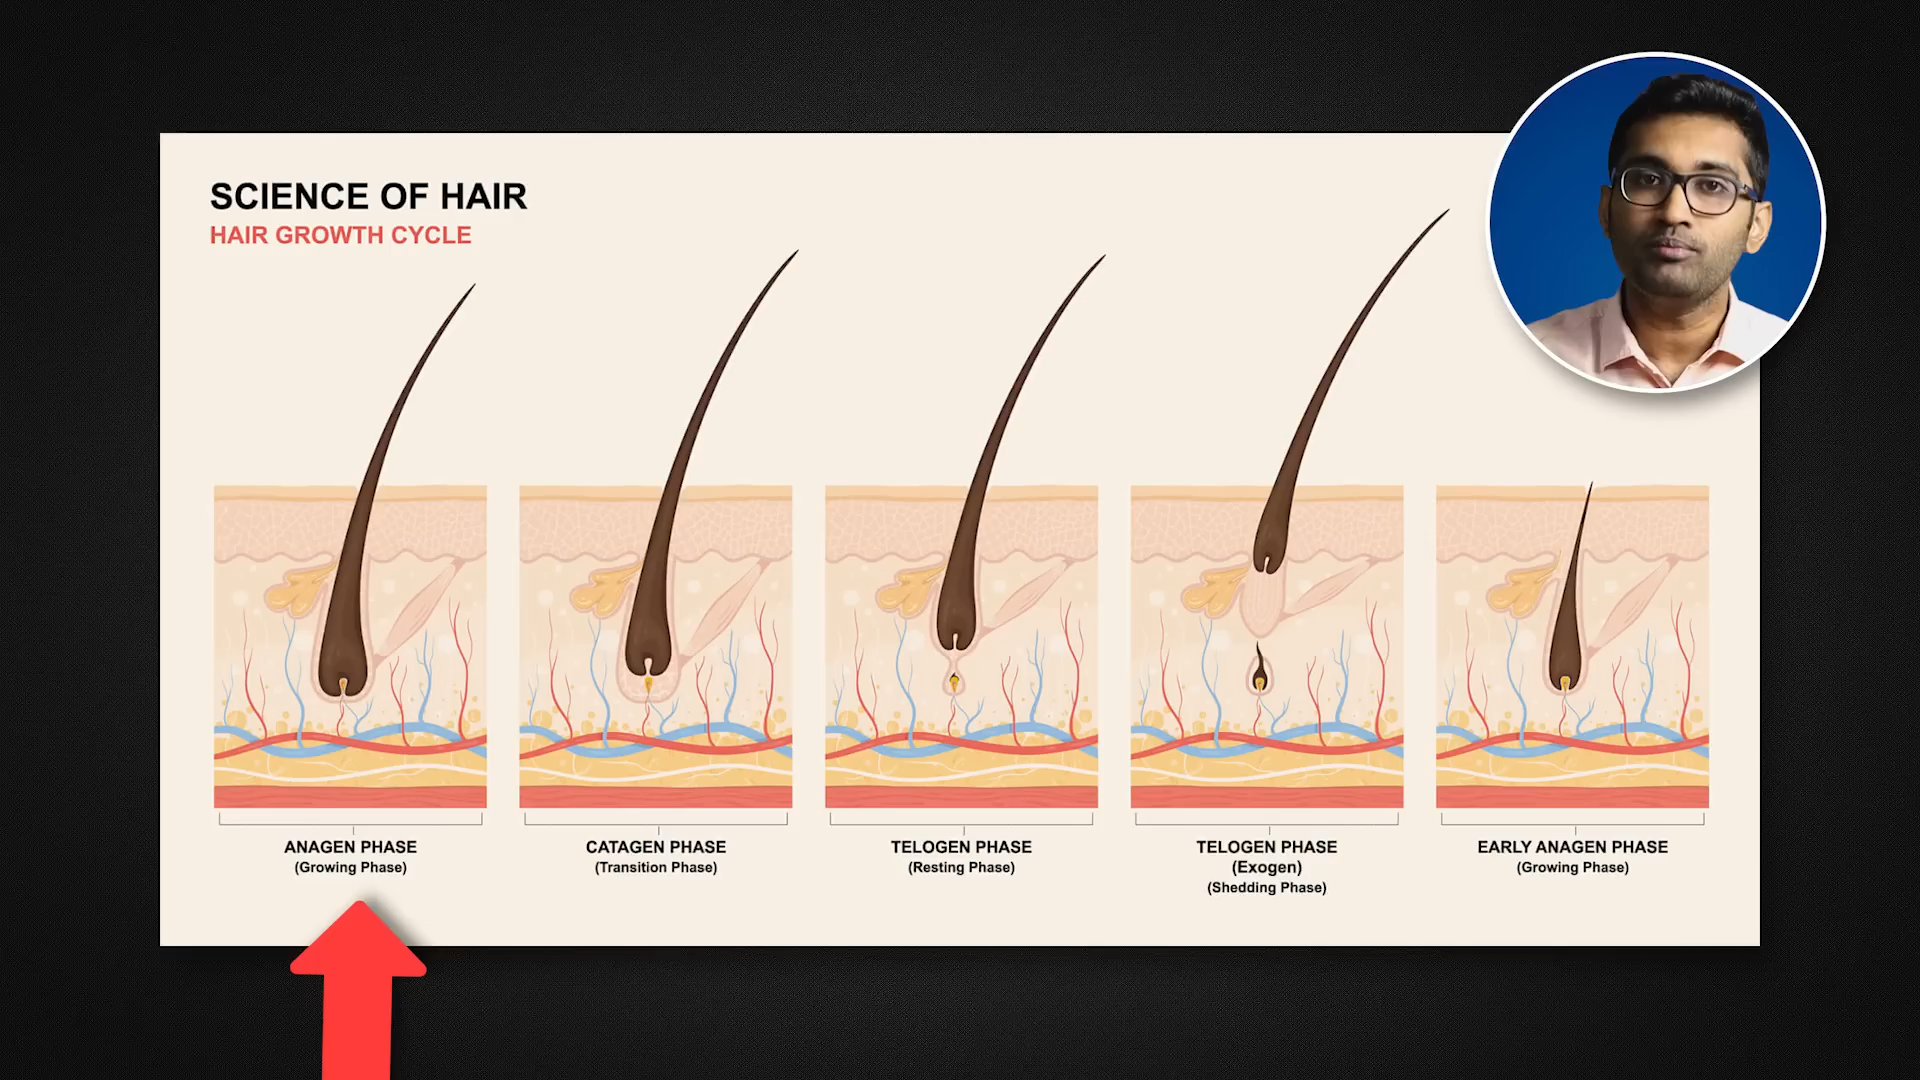 SCIENCE OF HAIR
HAIR GROWTH CYCLE
ANAGEN PHASE
(Growing Phase)
CATAGEN PHASE
(Transition Phase)
TELOGEN PHASE
(Resting Phase)
TELOGEN PHASE
(Exogen)
(Shedding Phase)
EARLY ANAGEN PHASE
(Growing Phase)